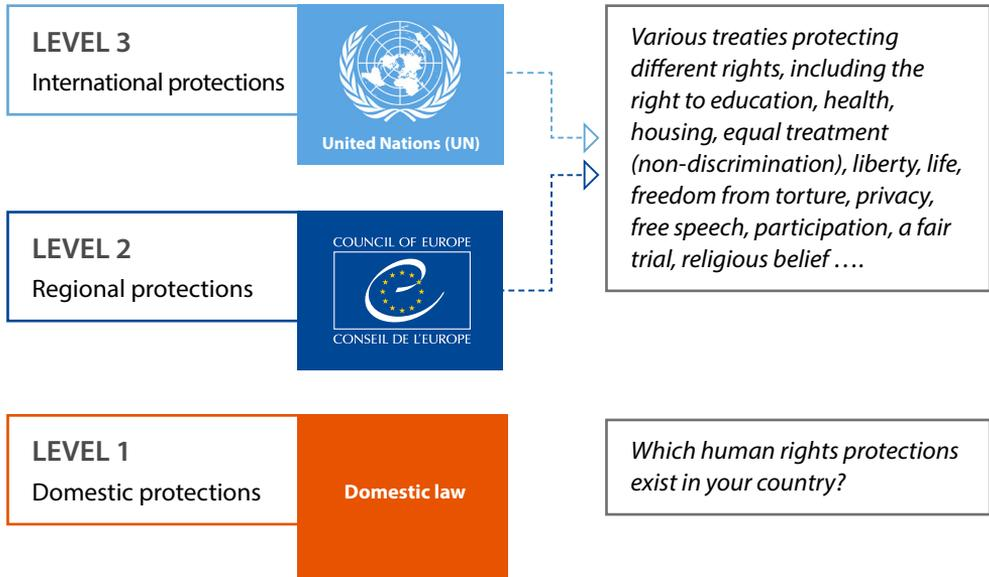 LEVEL 3
International protections
United Nations (UN)
Various treaties protecting
different rights, including the
right to education, health,
housing, equal treatment
(non-discrimination), liberty, life,
freedom from torture, privacy,
free speech, participation, a fair
trial, religious belief ….
LEVEL 2
Regional protections
COUNCIL OF EUROPE
CONSEIL DE L'EUROPE
LEVEL 1
Domestic protections
Domestic law
Which human rights protections
exist in your country?